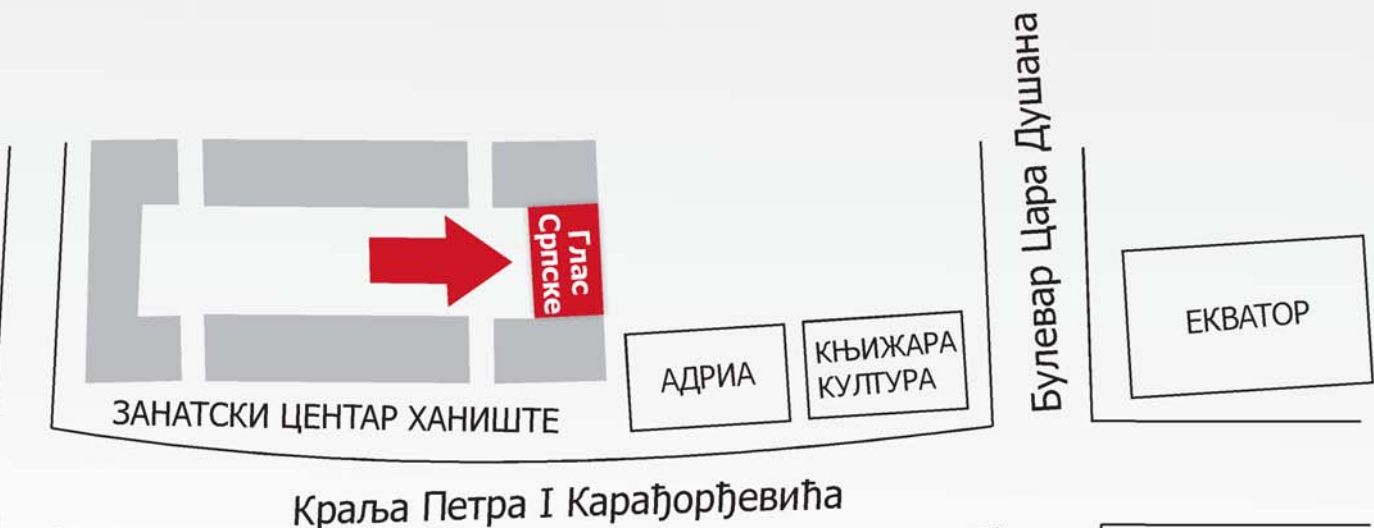 Булевар Цара Душана
Глас
Српске
ЕКВАТОР
КЊИЖАРА
КУЛТУРА
АДРИА
ЗАНАТСКИ ЦЕНТАР ХАНИШТЕ
Краља Петра I Карађорђевића